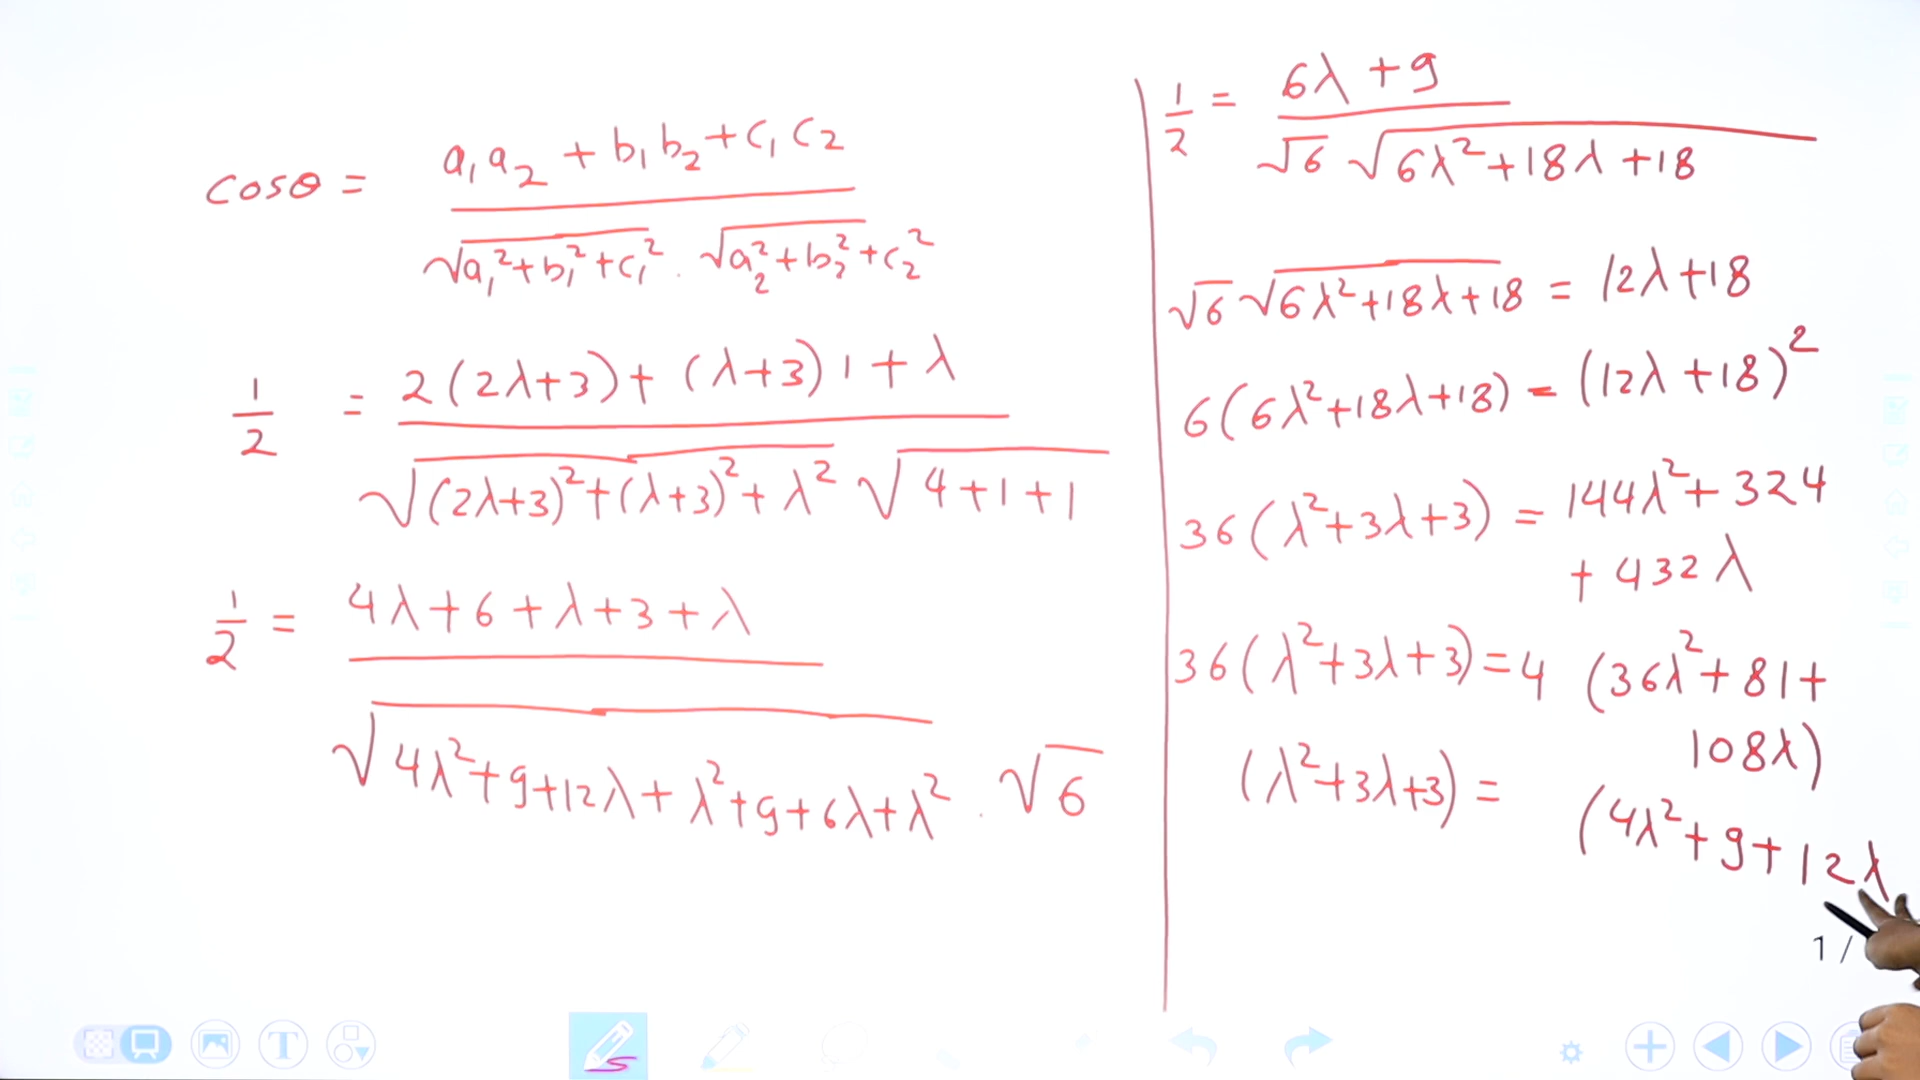 cosθ = (a₁a₂ + b₁b₂ + c₁c₂) / (√(a₁² + b₁² + c₁²) . √(a₂² + b₂² + c₂²))
1/2 = (2(2λ+3) + (λ+3)1 + λ) / (√((2λ+3)² + (λ+3)² + λ²) √(4+1+1))
1/2 = (4λ + 6 + λ + 3 + λ) / (√(4λ² + 9 + 12λ + λ² + 9 + 6λ + λ²) . √6)
1/2 = (6λ + 9) / (√6 √(6λ² + 18λ + 18))
√6 √(6λ² + 18λ + 18) = 12λ + 18
6(6λ² + 18λ + 18) = (12λ + 18)²
36(λ² + 3λ + 3) = 144λ² + 324
+ 432λ
36(λ² + 3λ + 3) = 4 (36λ² + 81 +
108λ)
(λ² + 3λ + 3) = (4λ² + 9 + 12λ
1 /
T